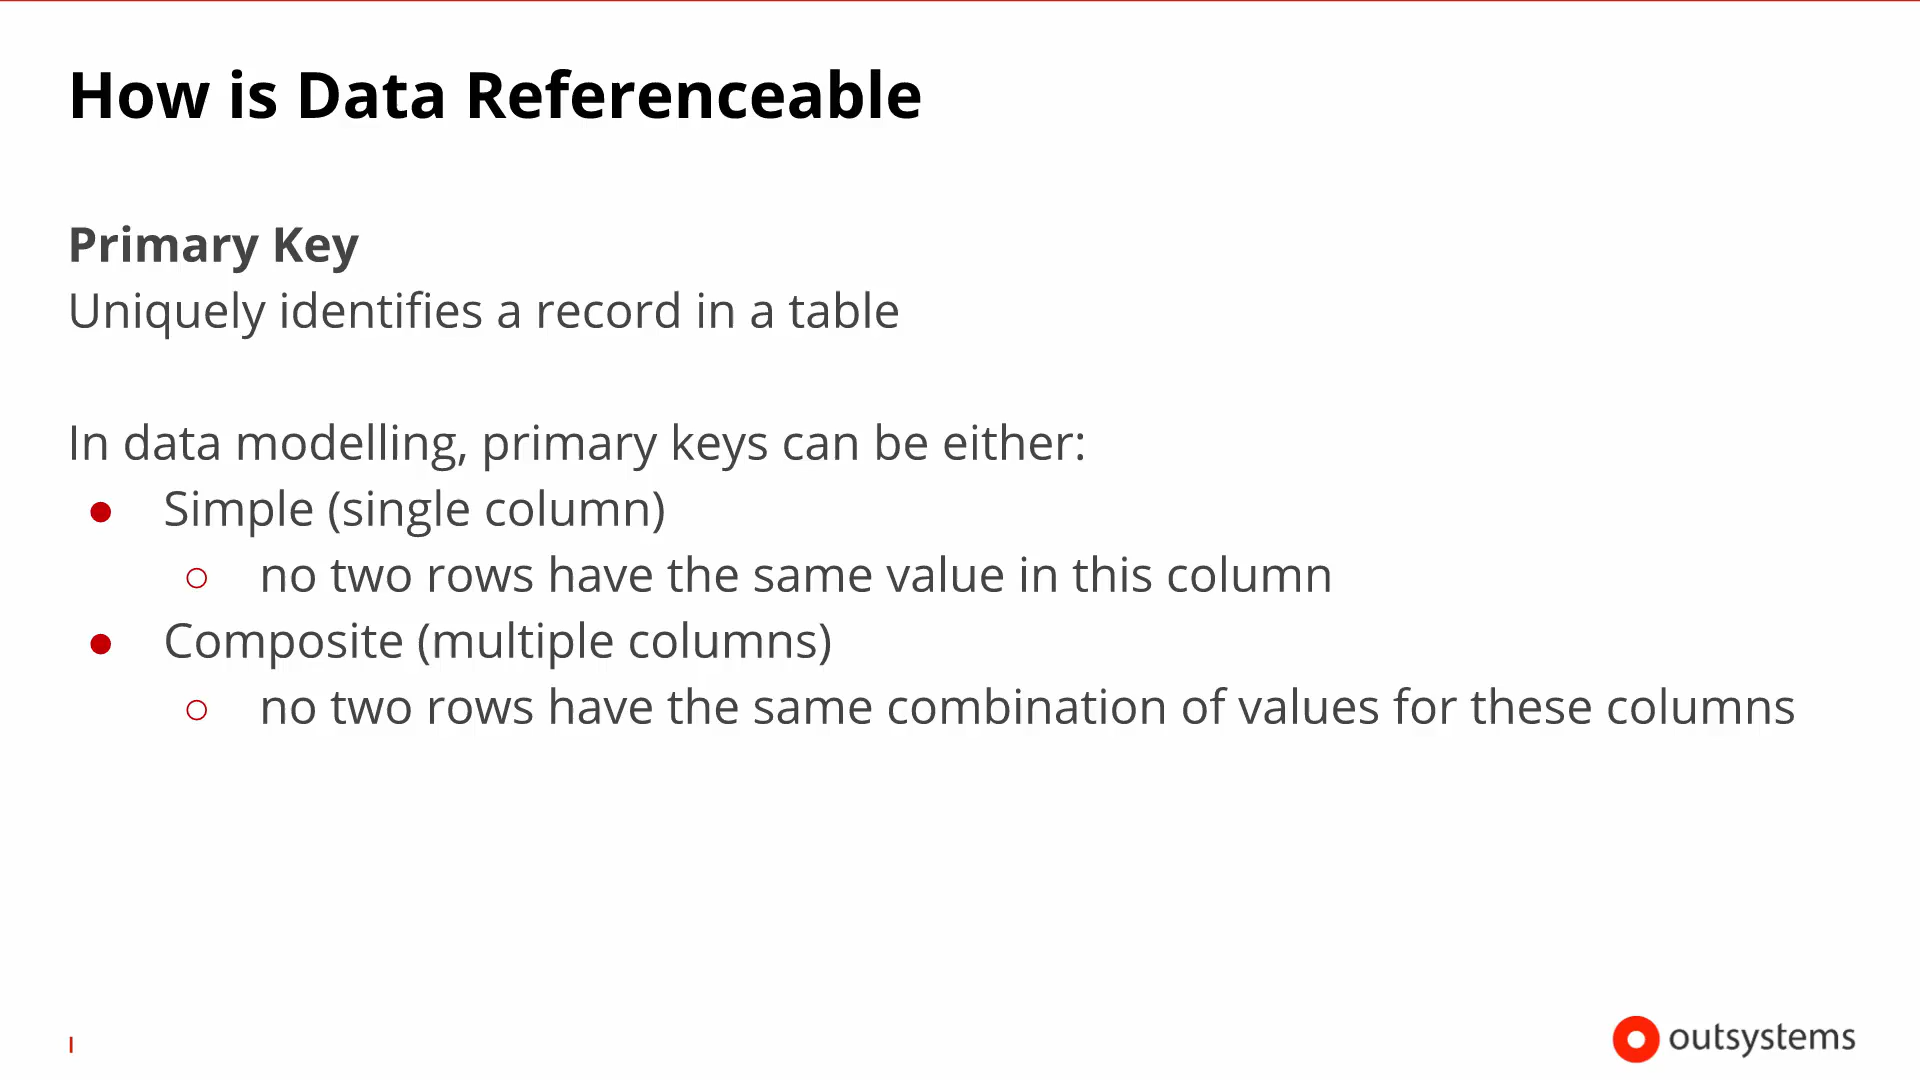 How is Data Referenceable
Primary Key
Uniquely identifies a record in a table
In data modelling, primary keys can be either:
● Simple (single column)
○ no two rows have the same value in this column
● Composite (multiple columns)
○ no two rows have the same combination of values for these columns
|
outsystems